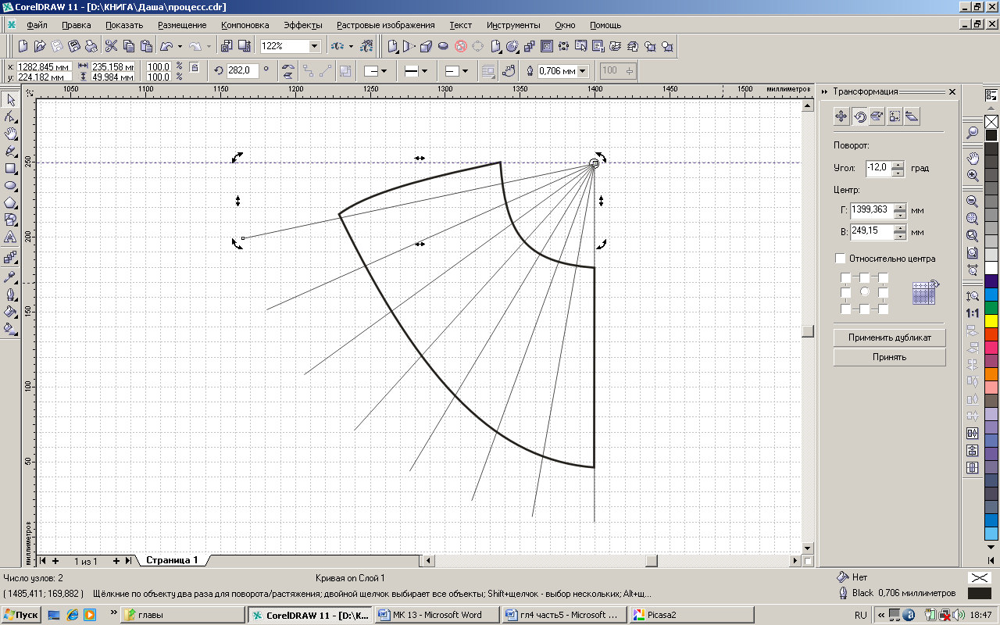 CorelDRAW 11 - [D:\КНИГА\Даша\процесс.cdr]
Файл Правка Показать Размещение Компоновка Эффекты Растровые изображения Текст Инструменты Окно Помощь
122%
x: 1282.845 мм 235.158 мм 100.0 % 282,0 ° 0,706 мм 100
y: 224.182 мм 49.984 мм 100.0 %
1050 1100 1150 1200 1250 1300 1350 1400 1450 1500 миллиметров
250
200
150
100
50
миллиметров
Трансформация
Поворот:
Угол: -12,0 град
Центр:
Г: 1399,363 мм
В: 249,15 мм
Относительно центра
Применить дубликат
Принять
1:1
1 из 1 Страница 1
Число узлов: 2 Кривая on Слой 1 Нет
( 1485,411; 169,882 ) Щёлкние по объекту два раза для поворота/растяжения; двойной щелчок выбирает все объекты; Shift+щелчок - выбор нескольких; Alt+щ... Black 0,706 миллиметров
Пуск главы CorelDRAW 11 - [D:\К... МК 13 - Microsoft Word гл4 часть5 - Microsoft ... Picasa2 RU 18:47